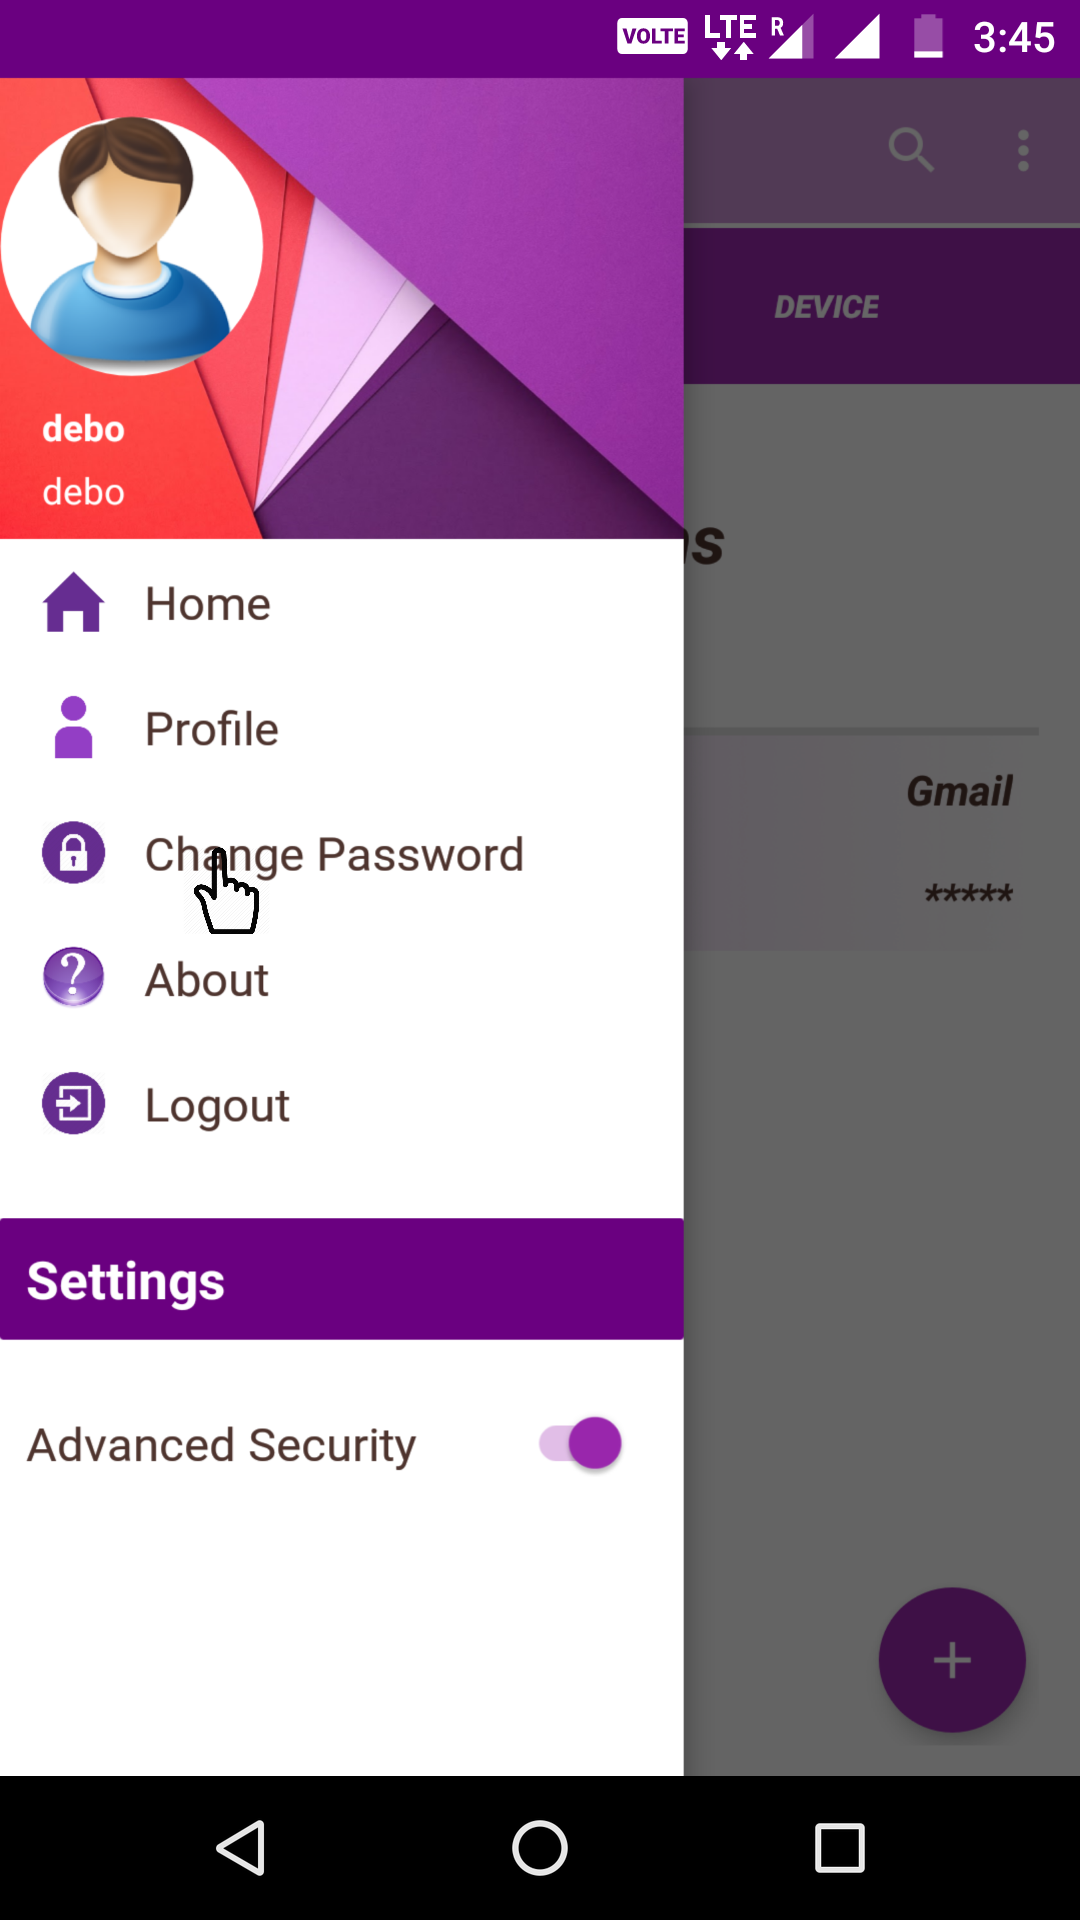 VOLTE LTE R 3:45
DEVICE
debo
debo
Home
Profile
Change Password
About
Logout
Gmail
*****
Settings
Advanced Security